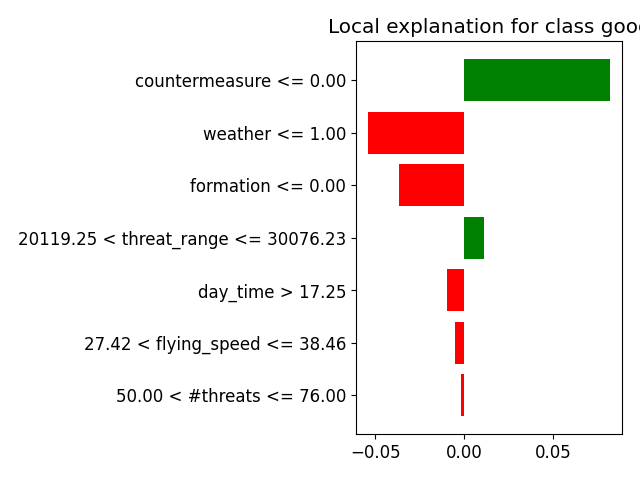 Local explanation for class goo
countermeasure <= 0.00
weather <= 1.00
formation <= 0.00
20119.25 < threat_range <= 30076.23
day_time > 17.25
27.42 < flying_speed <= 38.46
50.00 < #threats <= 76.00
−0.05 0.00 0.05